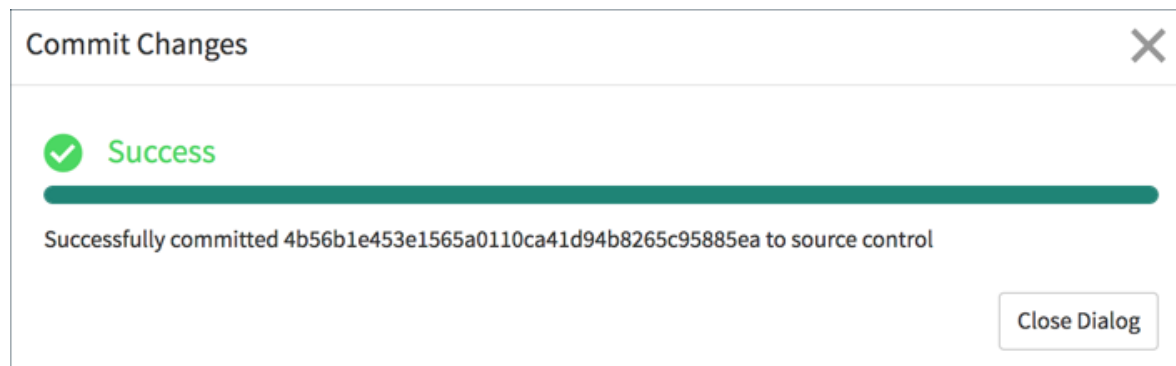 Commit Changes
Success
Successfully committed 4b56b1e453e1565a0110ca41d94b8265c95885ea to source control
Close Dialog